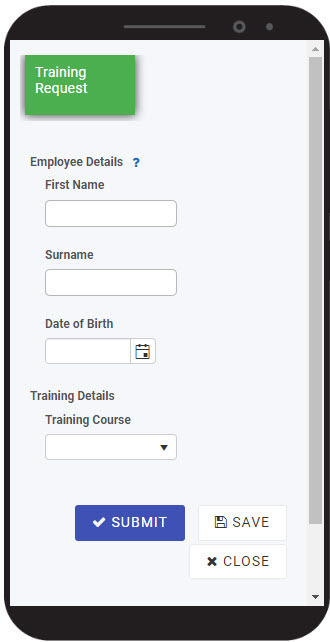 Training
Request
Employee Details ?
First Name
Surname
Date of Birth
Training Details
Training Course
SUBMIT
SAVE
CLOSE